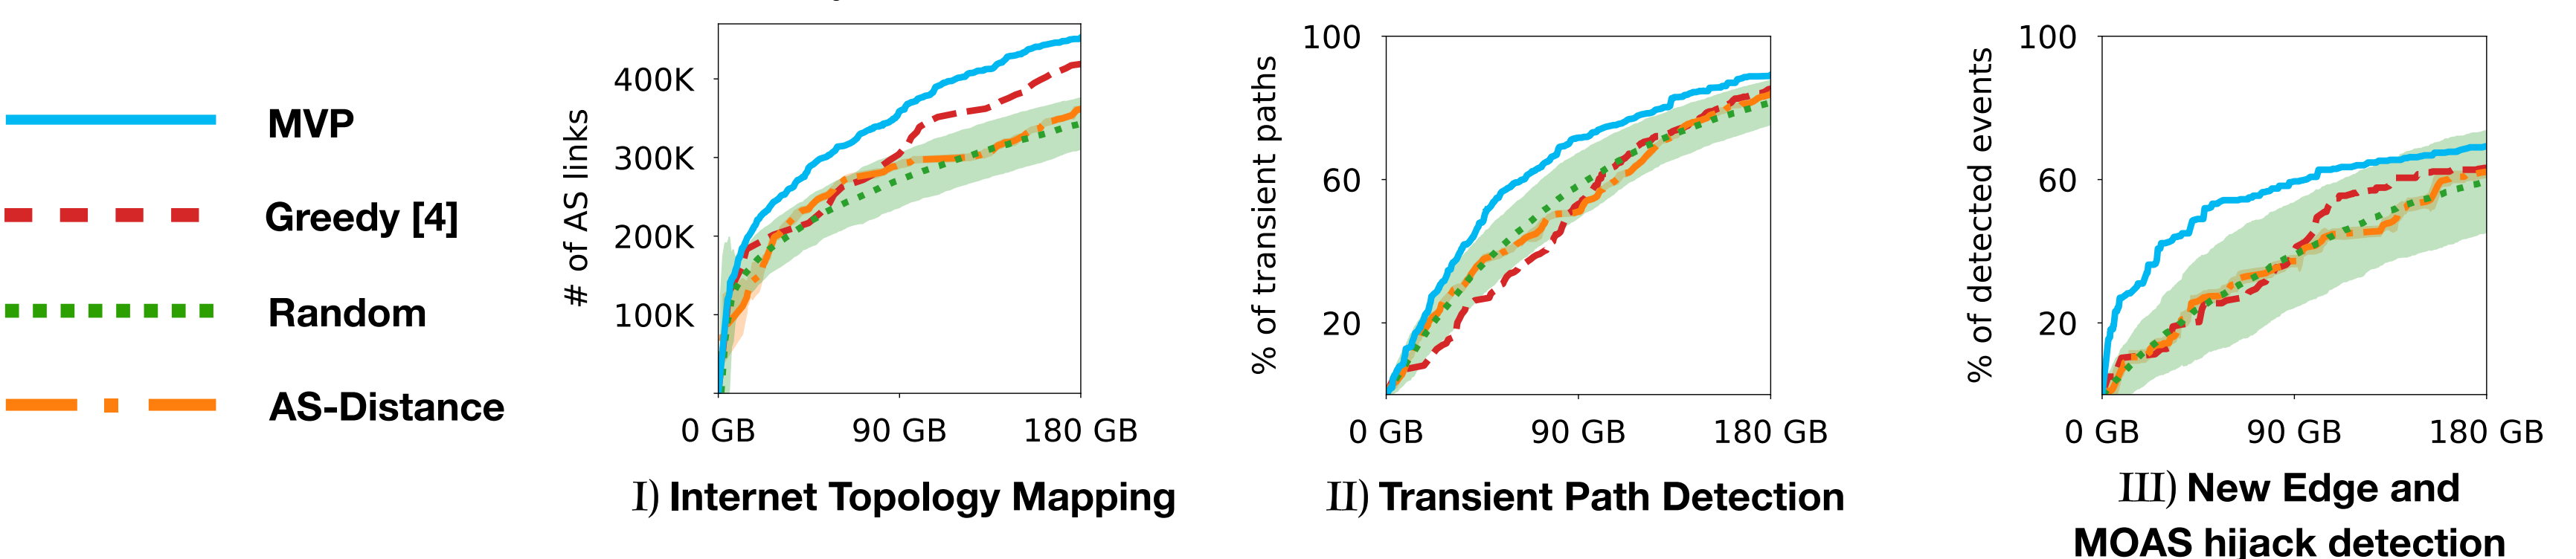 MVP
Greedy [4]
Random
AS-Distance
# of AS links
400K
300K
200K
100K
0 GB 90 GB 180 GB
I) Internet Topology Mapping
% of transient paths
100
60
20
0 GB 90 GB 180 GB
II) Transient Path Detection
% of detected events
100
60
20
0 GB 90 GB 180 GB
III) New Edge and
MOAS hijack detection